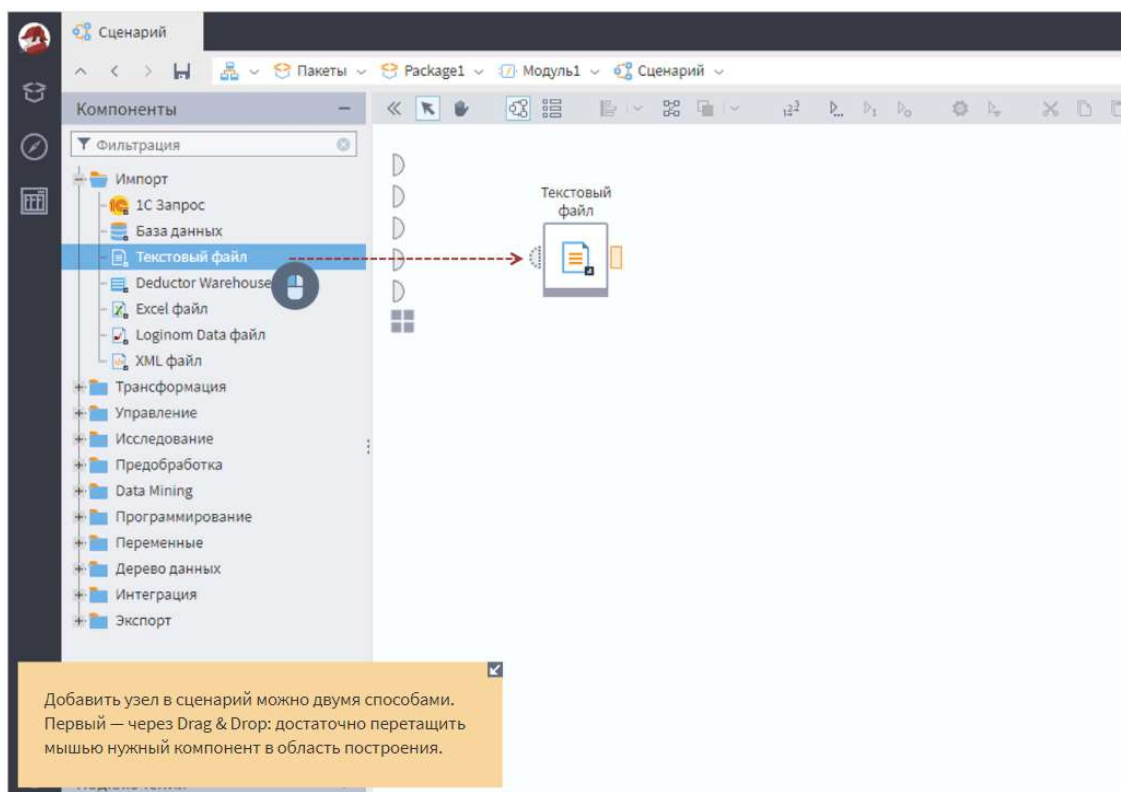 Сценарий
Пакеты
Package1
Модуль1
Сценарий
Компоненты
Фильтрация
Импорт
1С Запрос
База данных
Текстовый файл
Deductor Warehouse
Excel файл
Loginom Data файл
XML файл
Трансформация
Управление
Исследование
Предобработка
Data Mining
Программирование
Переменные
Дерево данных
Интеграция
Экспорт
Текстовый
файл
Добавить узел в сценарий можно двумя способами.
Первый — через Drag & Drop: достаточно перетащить
мышью нужный компонент в область построения.